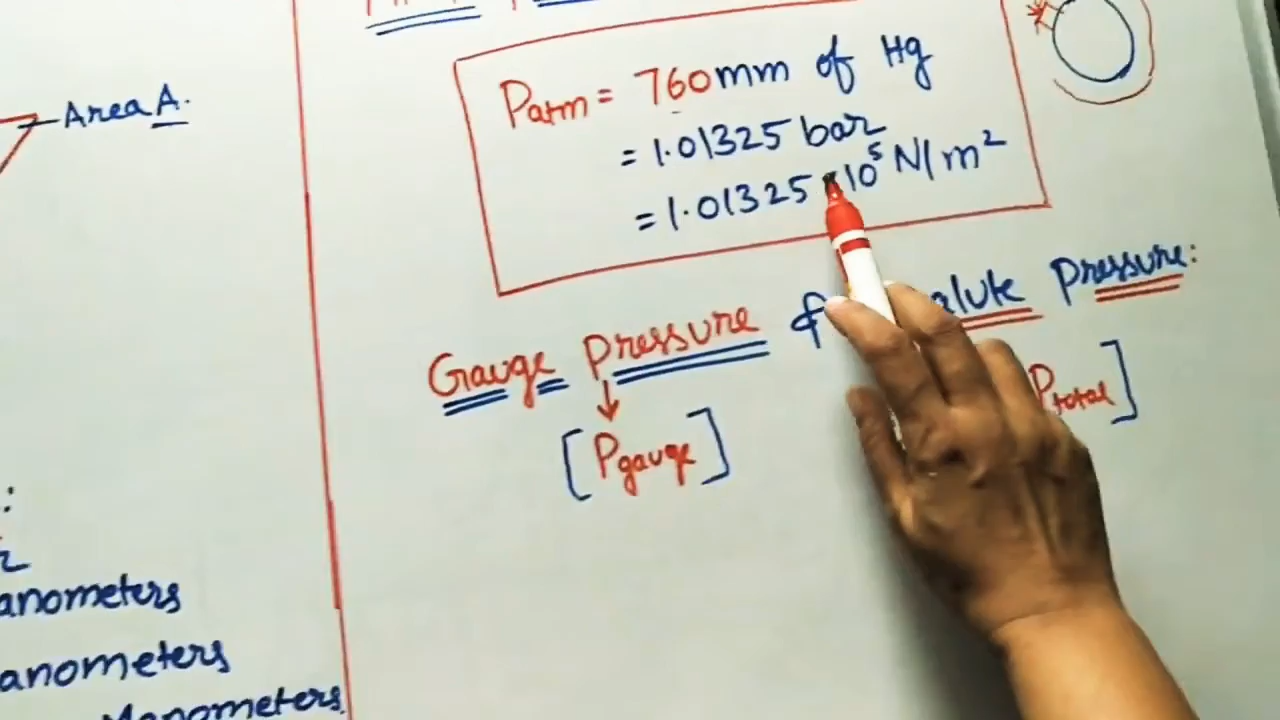 Area A.
Patm = 760mm of Hg
= 1.01325 bar
= 1.01325 ×10⁵ N/m²
Gauge Pressure & Pressure:
[Pgauge] Ptotal]
:
anometers
anometers
Manometers